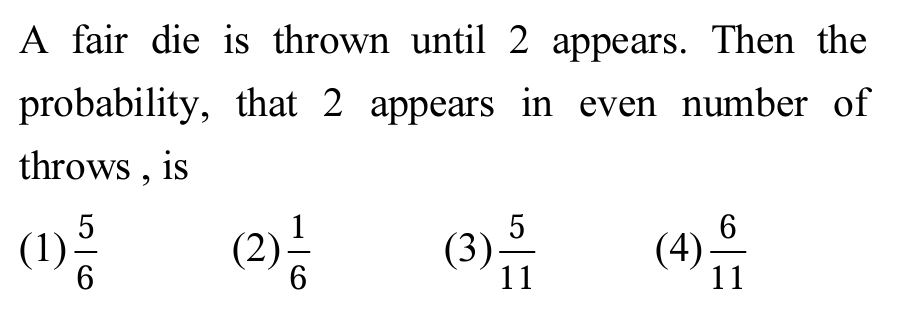 A fair die is thrown until 2 appears. Then the
probability, that 2 appears in even number of
throws , is
(1) 5/6 (2) 1/6 (3) 5/11 (4) 6/11